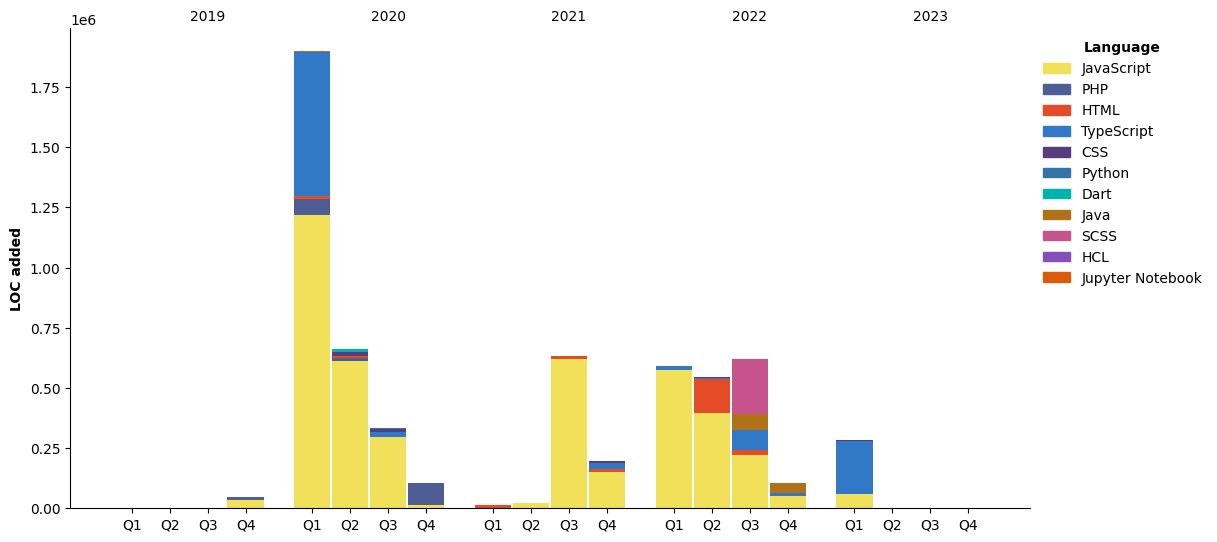 1e6
2019 2020 2021 2022 2023
Language
JavaScript
PHP
HTML
TypeScript
CSS
Python
Dart
Java
SCSS
HCL
Jupyter Notebook
LOC added
1.75
1.50
1.25
1.00
0.75
0.50
0.25
0.00
Q1 Q2 Q3 Q4 Q1 Q2 Q3 Q4 Q1 Q2 Q3 Q4 Q1 Q2 Q3 Q4 Q1 Q2 Q3 Q4